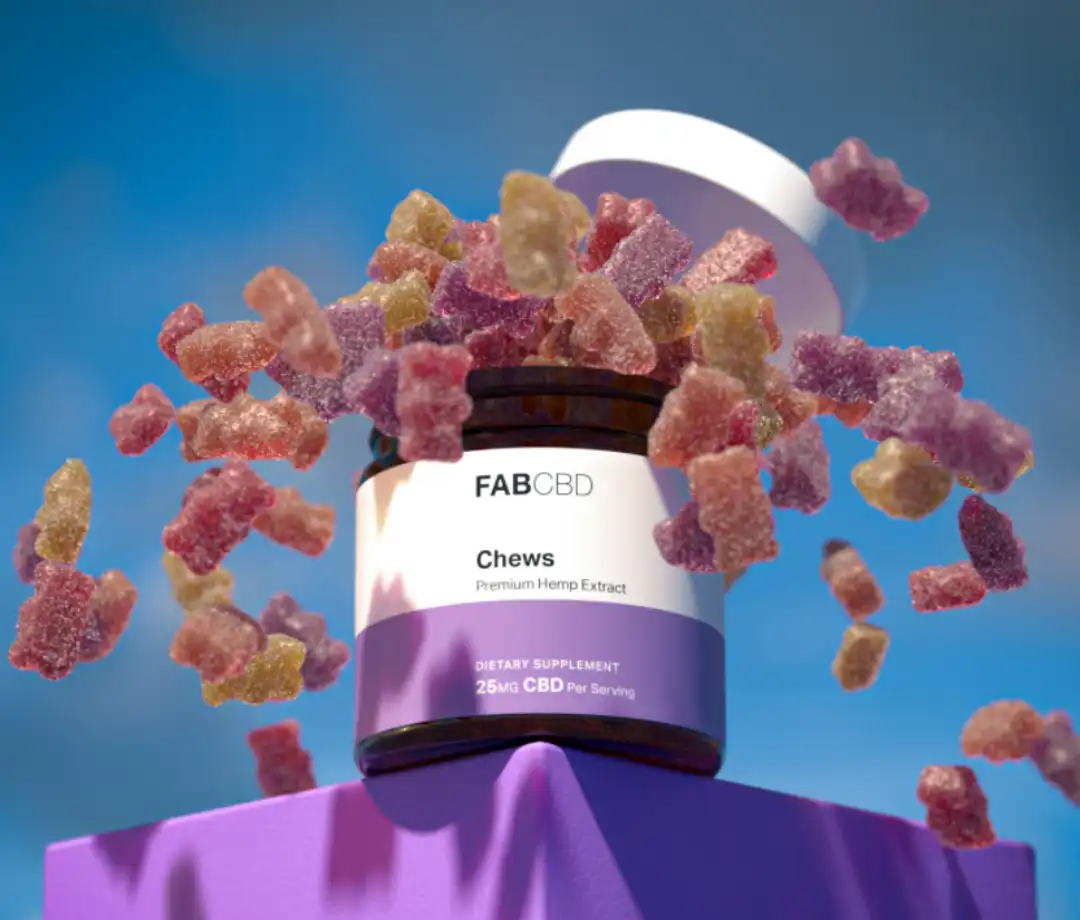 FABCBD
Chews
Premium Hemp Extract
DIETARY SUPPLEMENT
25MG CBD Per Serving